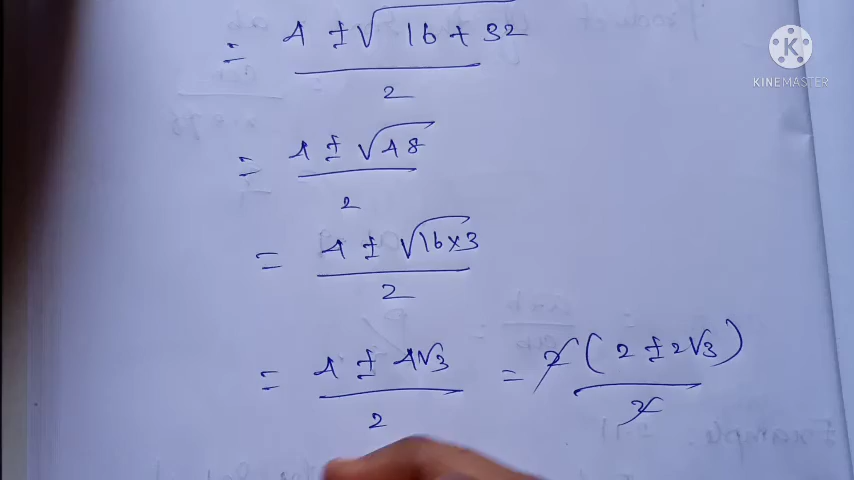 = 4 ± √16 + 32 / 2
K
KINEMASTER
= 4 ± √48 / 2
= 4 ± √16×3 / 2
= 4 ± 4√3 / 2 = 2 ( 2 ± 2√3 ) / 2